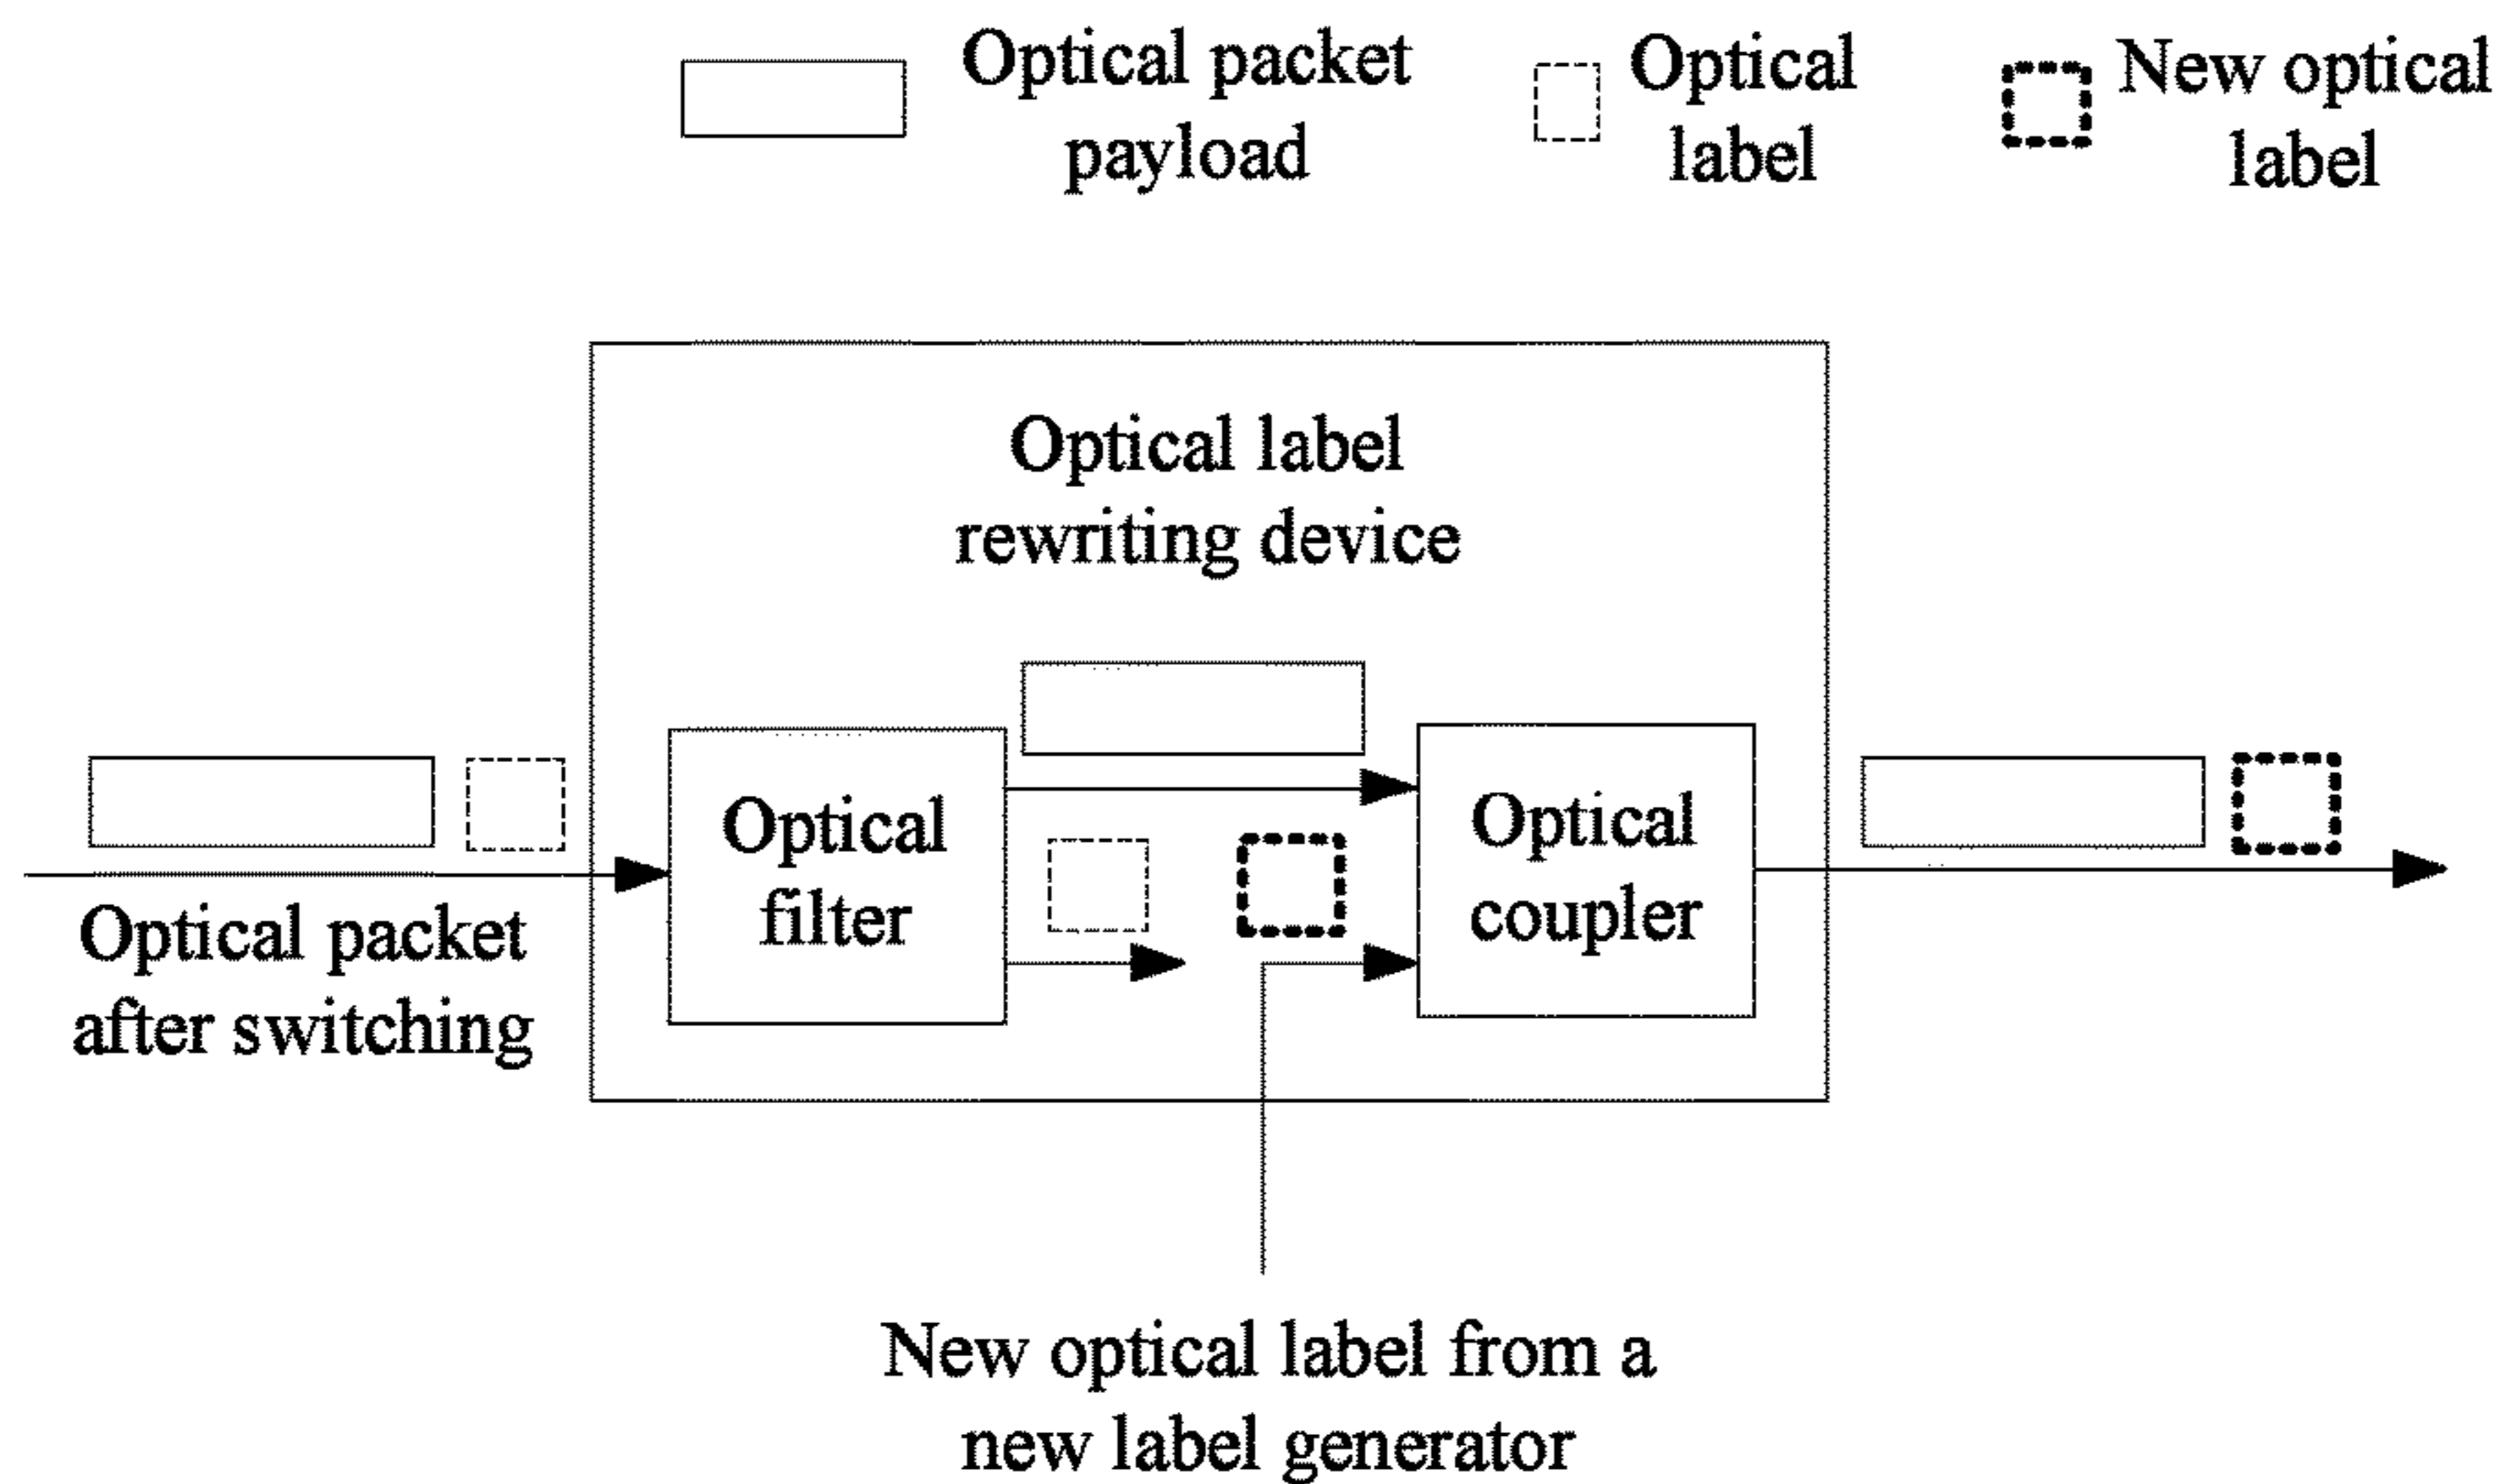 Optical packet
payload
Optical
label
New optical
label
Optical label
rewriting device
Optical
filter
Optical
coupler
Optical packet
after switching
New optical label from a
new label generator